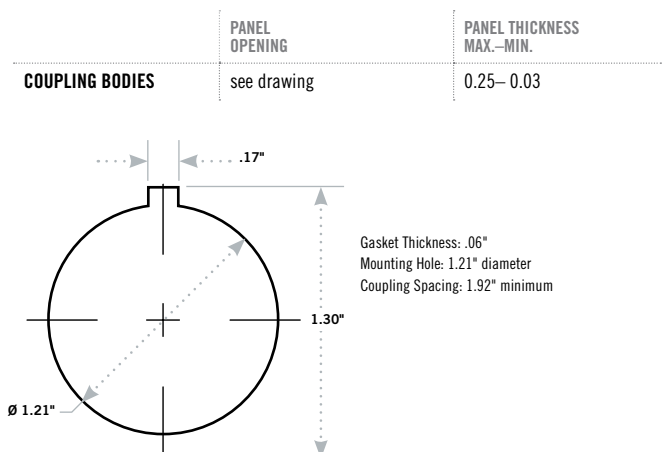 PANEL
OPENING
PANEL THICKNESS
MAX.–MIN.
COUPLING BODIES see drawing 0.25– 0.03
.17"
Gasket Thickness: .06"
Mounting Hole: 1.21" diameter
Coupling Spacing: 1.92" minimum
1.30"
Ø 1.21"